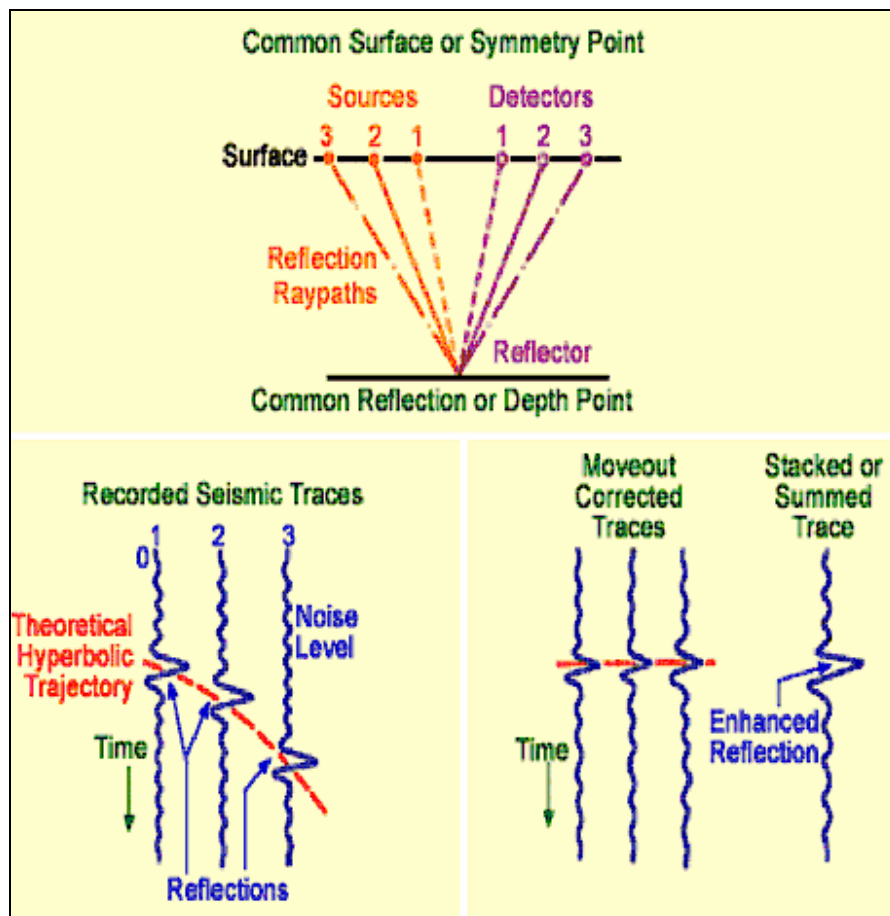 Common Surface or Symmetry Point
Sources Detectors
3 2 1 1 2 3
Surface
Reflection
Raypaths
Reflector
Common Reflection or Depth Point
Recorded Seismic Traces
1 2 3
0
Noise
Level
Theoretical
Hyperbolic
Trajectory
Time
Reflections
Moveout
Corrected
Traces
Stacked or
Summed
Trace
Enhanced
Reflection
Time